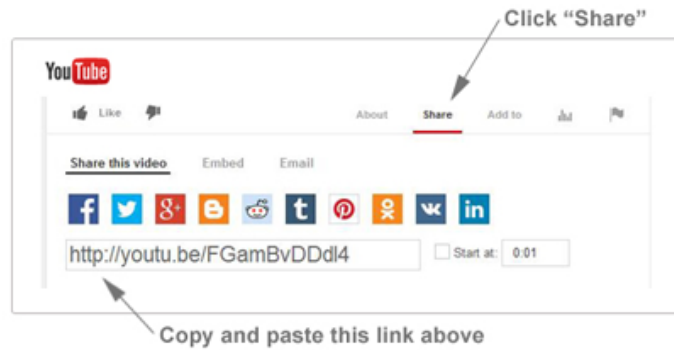 Click “Share”
YouTube
Like About Share Add to
Share this video Embed Email
http://youtu.be/FGamBvDDdl4 Start at: 0:01
Copy and paste this link above